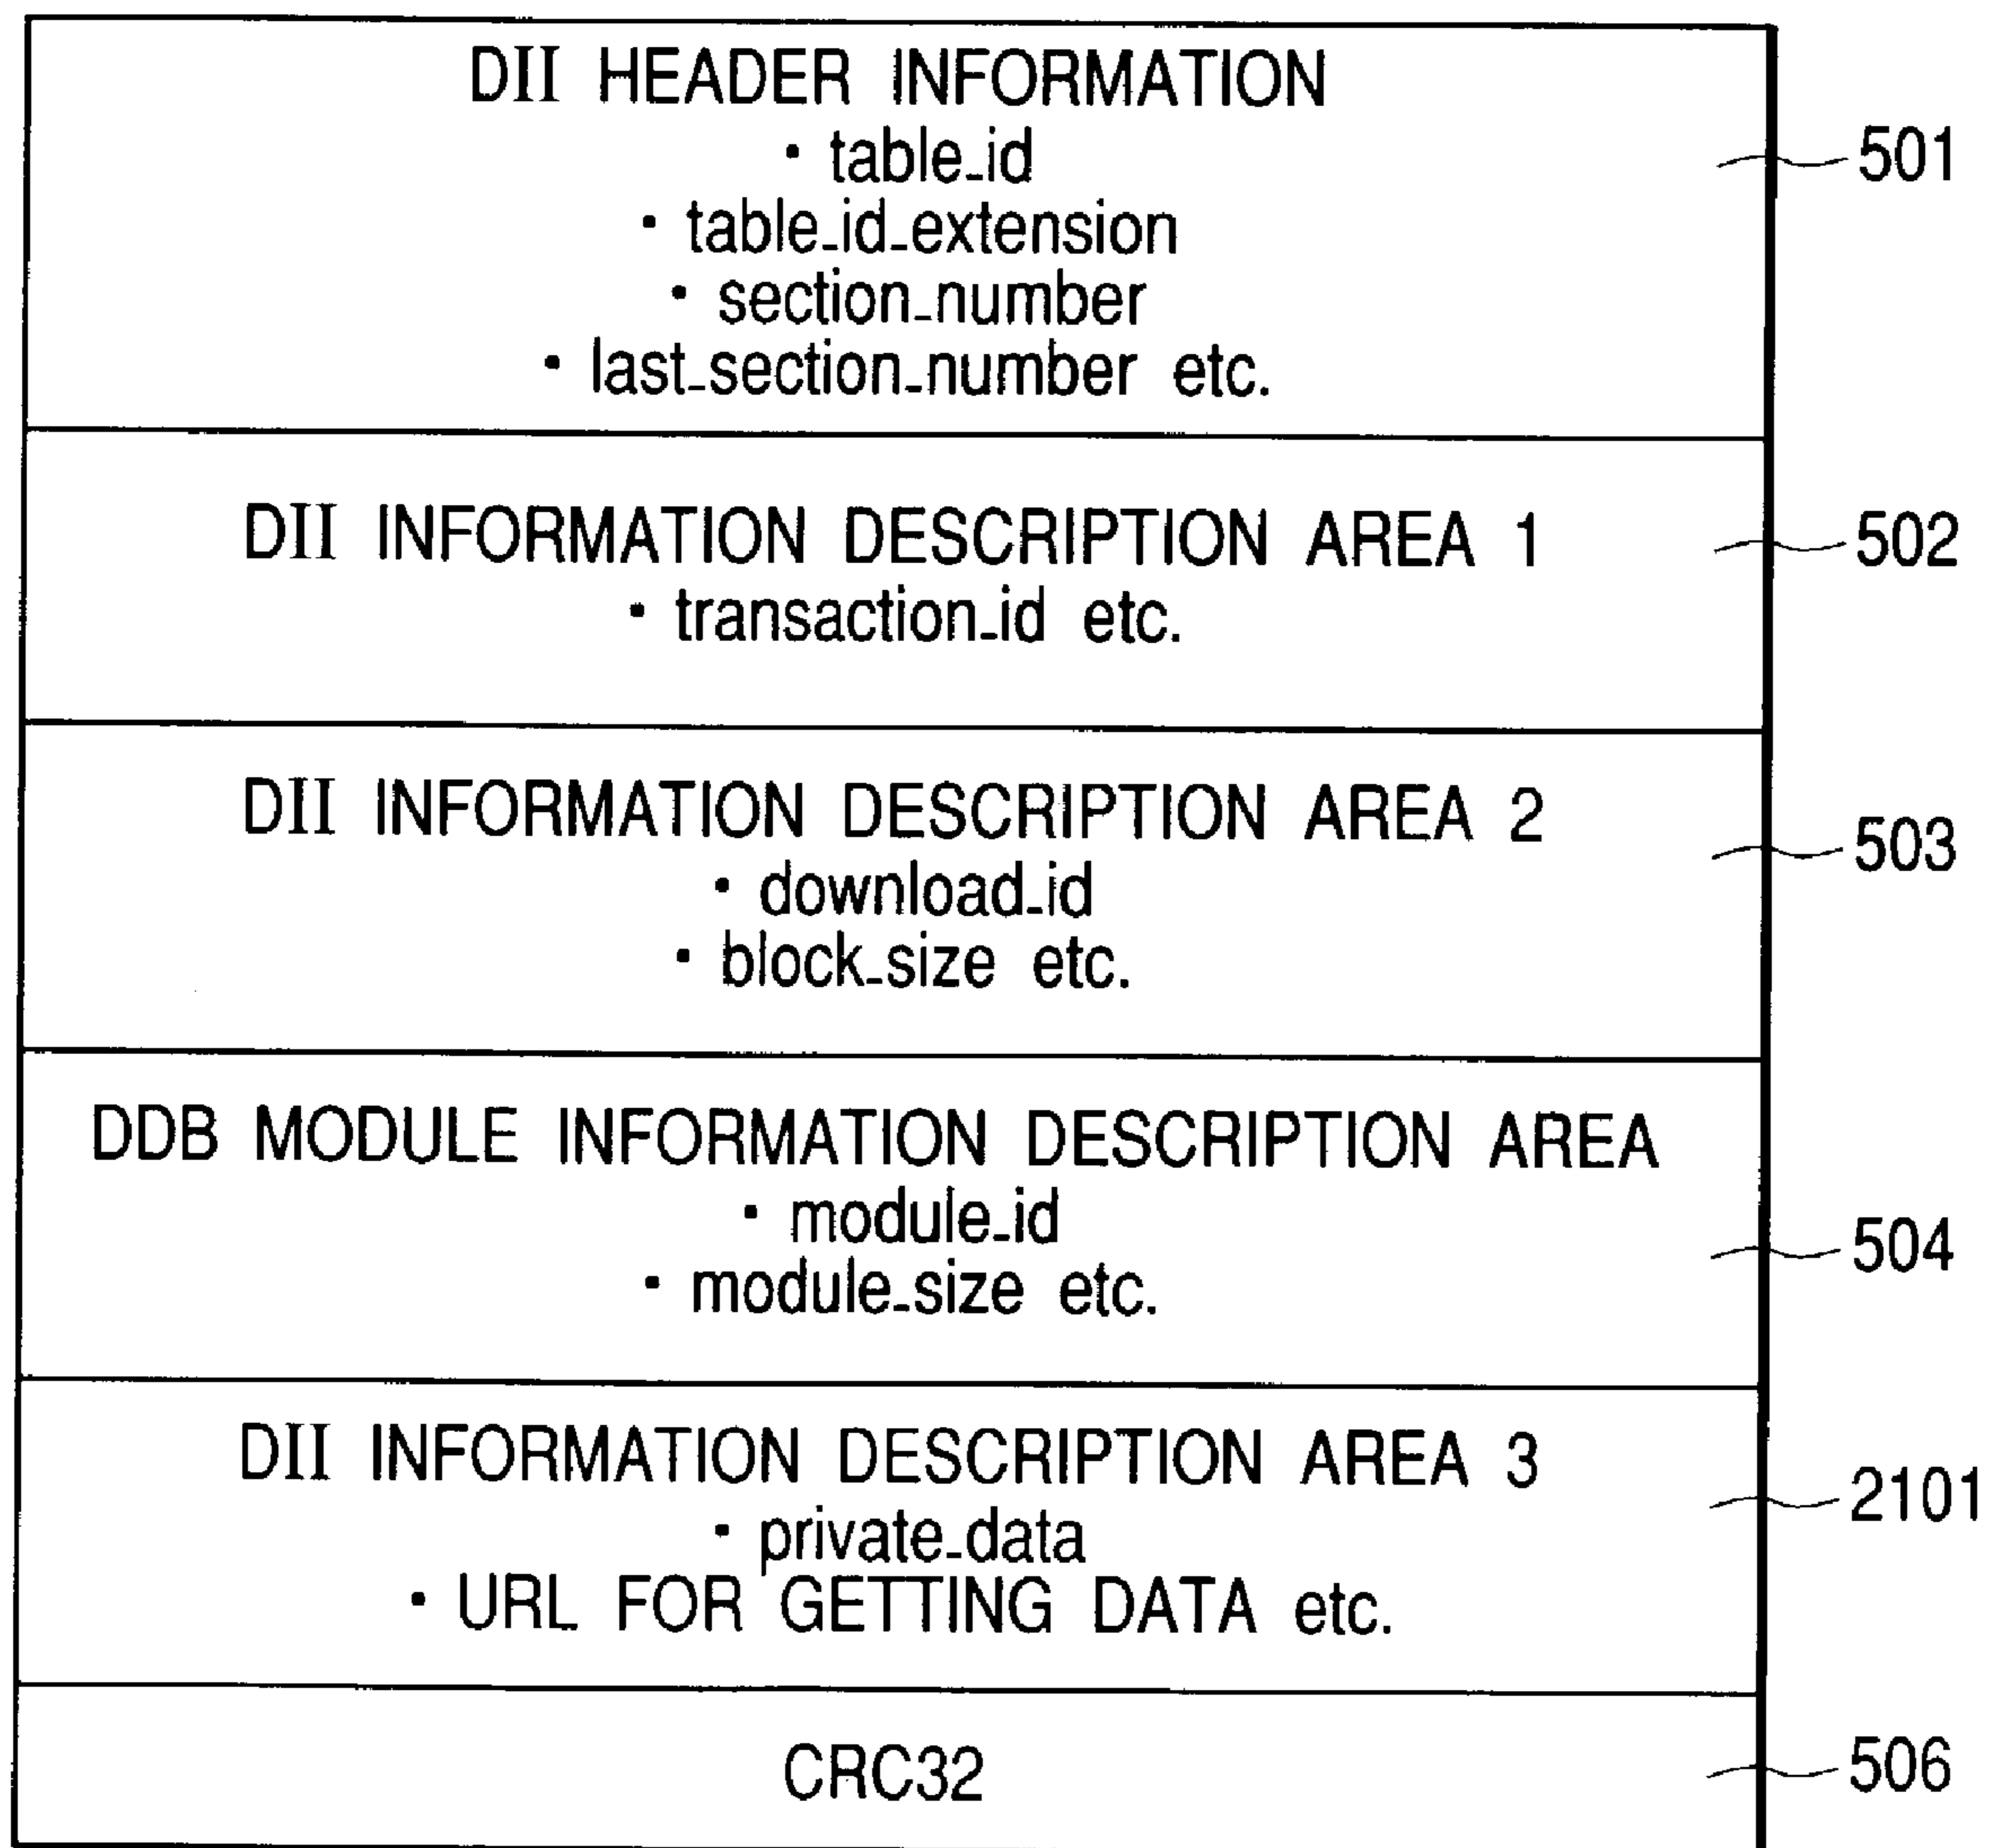 DII HEADER INFORMATION
・ table_id
501
・ table_id_extension
・ section_number
・ last_section_number etc.
DII INFORMATION DESCRIPTION AREA 1
502
・ transaction_id etc.
DII INFORMATION DESCRIPTION AREA 2
503
・ download_id
・ block_size etc.
DDB MODULE INFORMATION DESCRIPTION AREA
・ module_id
504
・ module_size etc.
DII INFORMATION DESCRIPTION AREA 3
2101
・ private_data
・ URL FOR GETTING DATA etc.
CRC32
506